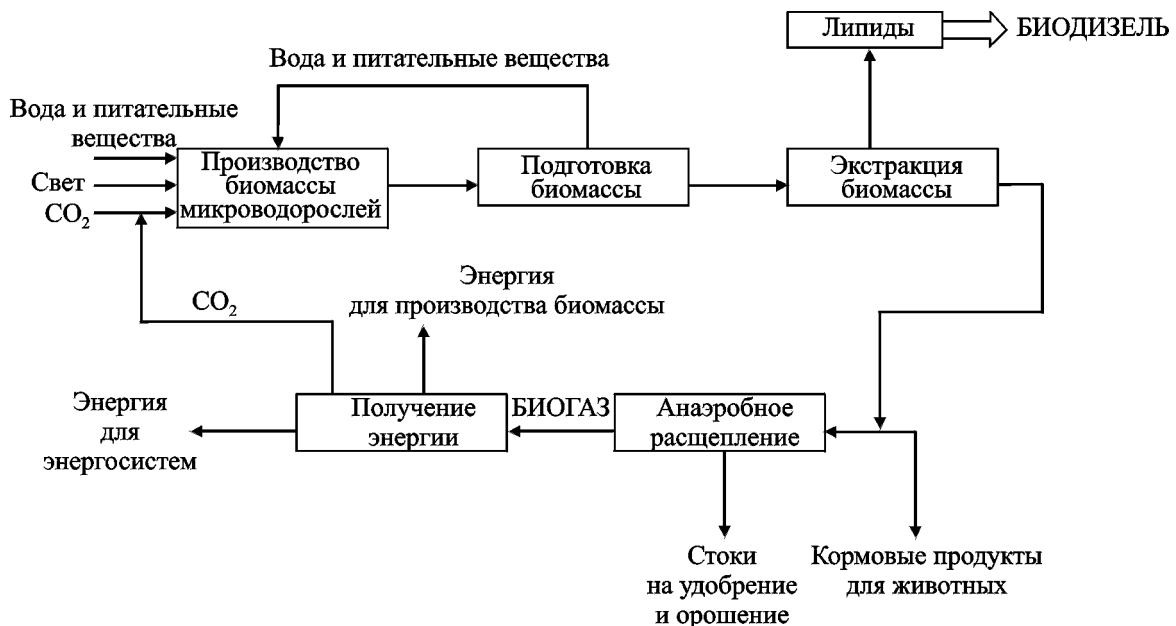 Липиды
БИОДИЗЕЛЬ
Вода и питательные вещества
Вода и питательные
вещества
Свет
CO₂
Производство
биомассы
микроводорослей
Подготовка
биомассы
Экстракция
биомассы
CO₂
Энергия
для производства биомассы
Энергия
для
энергосистем
Получение
энергии
БИОГАЗ
Анаэробное
расщепление
Стоки
на удобрение
и орошение
Кормовые продукты
для животных